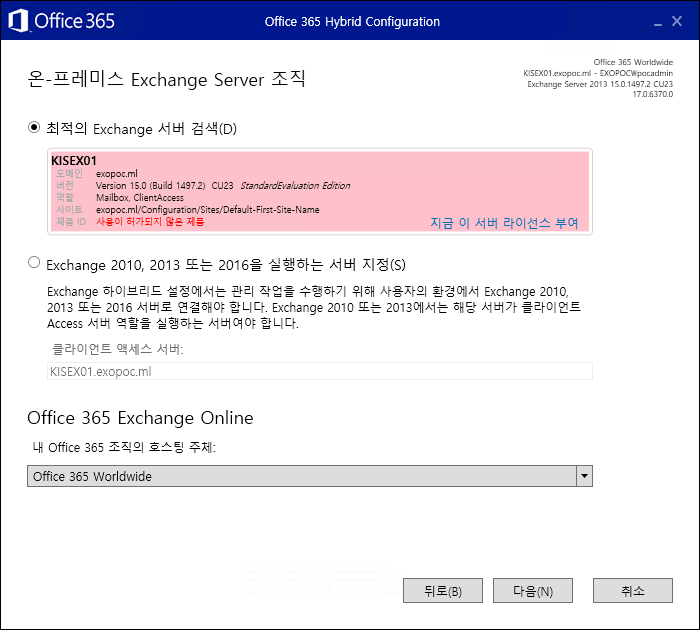 Office 365
Office 365 Hybrid Configuration
온-프레미스 Exchange Server 조직
Office 365 Worldwide
KISEX01.exopoc.ml - EXOPOC₩pocadmin
Exchange Server 2013 15.0.1497.2 CU23
17.0.6370.0
최적의 Exchange 서버 검색(D)
KISEX01
도메인 exopoc.ml
버전 Version 15.0 (Build 1497.2) CU23 StandardEvaluation Edition
역할 Mailbox, ClientAccess
사이트 exopoc.ml/Configuration/Sites/Default-First-Site-Name
제품 ID 사용이 허가되지 않은 제품
지금 이 서버 라이선스 부여
Exchange 2010, 2013 또는 2016을 실행하는 서버 지정(S)
Exchange 하이브리드 설정에서는 관리 작업을 수행하기 위해 사용자의 환경에서 Exchange 2010,
2013 또는 2016 서버로 연결해야 합니다. Exchange 2010 또는 2013에서는 해당 서버가 클라이언트
Access 서버 역할을 실행하는 서버여야 합니다.
클라이언트 액세스 서버:
KISEX01.exopoc.ml
Office 365 Exchange Online
내 Office 365 조직의 호스팅 주체:
Office 365 Worldwide
뒤로(B)
다음(N)
취소